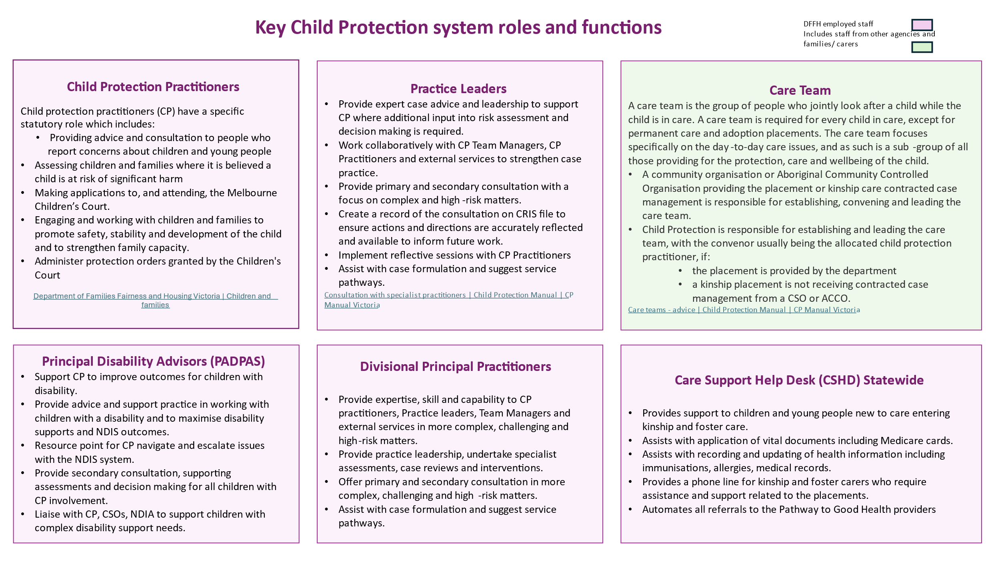 Key Child Protection system roles and functions
DFFH employed staff
Includes staff from other agencies and
families/ carers
Child Protection Practitioners
Child protection practitioners (CP) have a specific
statutory role which includes:
• Providing advice and consultation to people who
report concerns about children and young people
• Assessing children and families where it is believed a
child is at risk of significant harm
• Making applications to, and attending, the Melbourne
Children’s Court.
• Engaging and working with children and families to
promote safety, stability and development of the child
and to strengthen family capacity.
• Administer protection orders granted by the Children's
Court
Department of Families Fairness and Housing Victoria | Children and
families
Practice Leaders
• Provide expert case advice and leadership to support
CP where additional input into risk assessment and
decision making is required.
• Work collaboratively with CP Team Managers, CP
Practitioners and external services to strengthen case
practice.
• Provide primary and secondary consultation with a
focus on complex and high -risk matters.
• Create a record of the consultation on CRIS file to
ensure actions and directions are accurately reflected
and available to inform future work.
• Implement reflective sessions with CP Practitioners
• Assist with case formulation and suggest service
pathways.
Consultation with specialist practitioners | Child Protection Manual | CP
Manual Victoria
Care Team
A care team is the group of people who jointly look after a child while the
child is in care. A care team is required for every child in care, except for
permanent care and adoption placements. The care team focuses
specifically on the day -to-day care issues, and as such is a sub -group of all
those providing for the protection, care and wellbeing of the child.
• A community organisation or Aboriginal Community Controlled
Organisation providing the placement or kinship care contracted case
management is responsible for establishing, convening and leading the
care team.
• Child Protection is responsible for establishing and leading the care
team, with the convenor usually being the allocated child protection
practitioner, if:
• the placement is provided by the department
• a kinship placement is not receiving contracted case
management from a CSO or ACCO.
Care teams - advice | Child Protection Manual | CP Manual Victoria
Principal Disability Advisors (PADPAS)
• Support CP to improve outcomes for children with
disability.
• Provide advice and support practice in working with
children with a disability and to maximise disability
supports and NDIS outcomes.
• Resource point for CP navigate and escalate issues
with the NDIS system.
• Provide secondary consultation, supporting
assessments and decision making for all children with
CP involvement.
• Liaise with CP, CSOs, NDIA to support children with
complex disability support needs.
Divisional Principal Practitioners
• Provide expertise, skill and capability to CP
practitioners, Practice leaders, Team Managers and
external services in more complex, challenging and
high -risk matters.
• Provide practice leadership, undertake specialist
assessments, case reviews and interventions.
• Offer primary and secondary consultation in more
complex, challenging and high -risk matters.
• Assist with case formulation and suggest service
pathways.
Care Support Help Desk (CSHD) Statewide
• Provides support to children and young people new to care entering
kinship and foster care.
• Assists with application of vital documents including Medicare cards.
• Assists with recording and updating of health information including
immunisations, allergies, medical records.
• Provides a phone line for kinship and foster carers who require
assistance and support related to the placements.
• Automates all referrals to the Pathway to Good Health providers